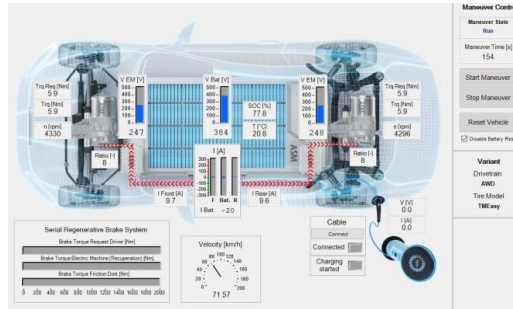 Maneuver Contr
Maneuver State
Run
Maneuver Time [s]
154
Start Maneuver
Stop Maneuver
Reset Vehicle
Disable Battery Res
Variant
Drivetrain
AWD
Tire Model
TMEasy
V EM [V]
500
400
300
200
100
0
247
V Bat [V]
500
400
300
200
100
0
384
V EM [V]
500
400
300
200
100
0
248
Trq Req [Nm]
5.9
Trq [Nm]
5.9
n [rpm]
4330
Ratio [-]
8
SOC [%]
77.8
T [°C]
20.8
ASM
Trq Req [Nm]
5.9
Trq [Nm]
5.9
n [rpm]
4296
Ratio [-]
8
I [A]
300
200
100
0
-100
-200
-300
F Bat. R
I Bat -20
I Front [A]
9.7
I Rear [A]
9.6
Serial Regenerative Brake System
Brake Torque Request Driver [Nm]
Brake Torque Electric Machine (Recuperation) [Nm]
Brake Torque Friction Disk [Nm]
0 200 400 600 800 1000 1200 1400 1600 1800 2000
Velocity [km/h]
0 20 40 60 80 100 120 140 160 180 200
71.57
Cable
Connect
Connected
Charging
started
V [V]
0.0
I [A]
0.0